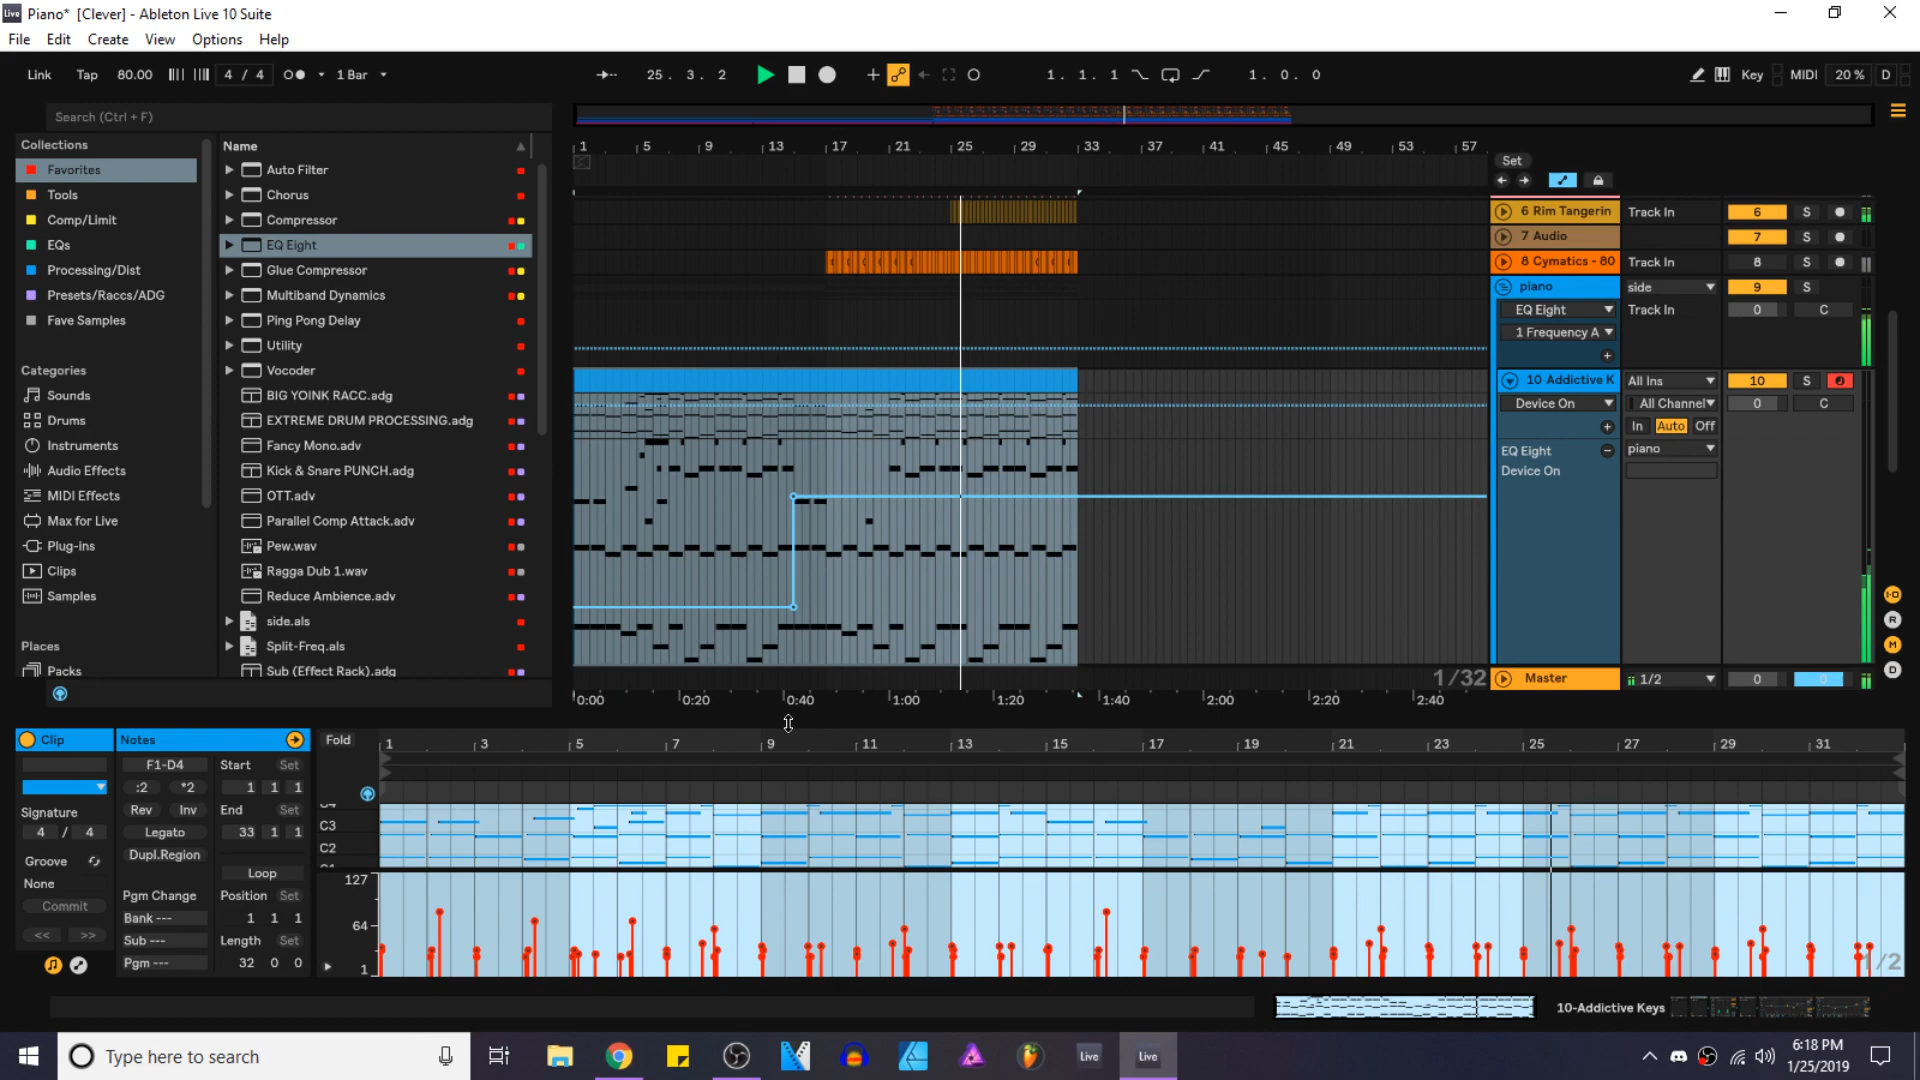 Live Piano* [Clever] - Ableton Live 10 Suite
File Edit Create View Options Help
Link Tap 80.00 4 / 4 1 Bar 25. 3. 2 1. 1. 1 1. 0. 0 Key MIDI 20 % D
Search (Ctrl + F)
Collections
Favorites
Tools
Comp/Limit
EQs
Processing/Dist
Presets/Raccs/ADG
Fave Samples
Categories
Sounds
Drums
Instruments
Audio Effects
MIDI Effects
Max for Live
Plug-ins
Clips
Samples
Places
Packs
Name
Auto Filter
Chorus
Compressor
EQ Eight
Glue Compressor
Multiband Dynamics
Ping Pong Delay
Utility
Vocoder
BIG YOINK RACC.adg
EXTREME DRUM PROCESSING.adg
Fancy Mono.adv
Kick & Snare PUNCH.adg
OTT.adv
Parallel Comp Attack.adv
Pew.wav
Ragga Dub 1.wav
Reduce Ambience.adv
side.als
Split-Freq.als
Sub (Effect Rack).adg
1 5 9 13 17 21 25 29 33 37 41 45 49 53 57
Set
6 Rim Tangerin Track In 6 S
7 Audio 7 S
8 Cymatics - 80 Track In 8 S
piano side 9 S
EQ Eight Track In 0 C
1 Frequency A
10 Addictive K All Ins 10 S
Device On All Channel 0 C
In Auto Off
EQ Eight piano
Device On
1/32
Master 1/2 0 0
0:00 0:20 0:40 1:00 1:20 1:40 2:00 2:20 2:40
Clip
Signature
4 / 4
Groove
None
Commit
<< >>
Notes
F1-D4
:2 *2
Rev Inv
Legato
Dupl.Region
Pgm Change
Bank ---
Sub ---
Pgm ---
Start Set
1 1 1
End Set
33 1 1
Loop
Position Set
1 1 1
Length Set
32 0 0
Fold 1 3 5 7 9 11 13 15 17 19 21 23 25 27 29 31
C4
C3
C2
C1
127
64
1
1/2
10-Addictive Keys
Type here to search
Live
Live
6:18 PM
1/25/2019